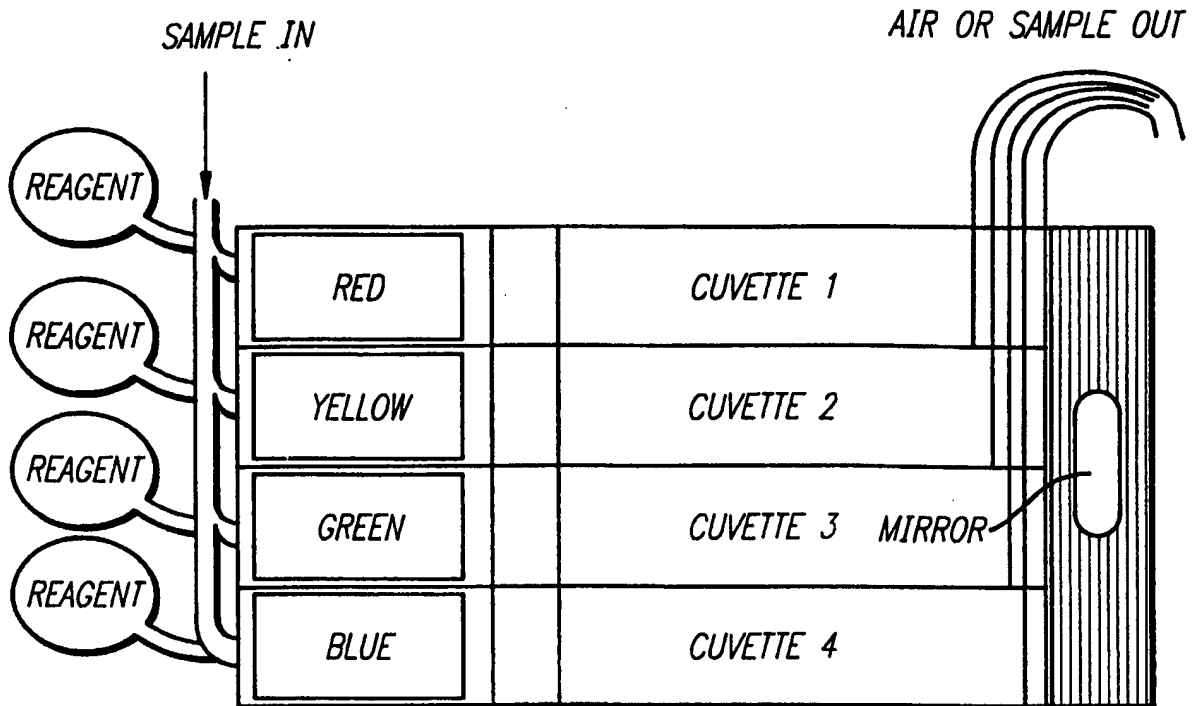 SAMPLE IN
AIR OR SAMPLE OUT
REAGENT
RED
CUVETTE 1
REAGENT
YELLOW
CUVETTE 2
REAGENT
GREEN
CUVETTE 3
MIRROR
REAGENT
BLUE
CUVETTE 4